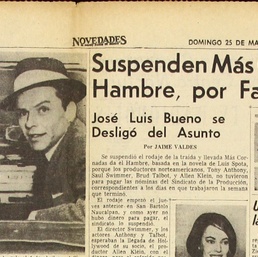 NOVEDADES
DOMINGO 25 DE MA
Suspenden Más
Hambre, por Fa
José Luis Bueno se
Desligó del Asunto
Por JAIME VALDES
Se suspendió el rodaje de la traída y llevada Más Cor-
nadas da el Hambre, basada en la novela de Luis Spota,
porque los productores norteamericanos, Tony Anthony,
Saul Swimmer, Brud Talbot, y Allen Klein, no tuvieron
para pagar las nóminas del Sindicato de la Producción,
correspondientes a los días en que trabajaron la semana
que terminó.
El rodaje empezó el jue-
ves anterior en San Bartolo
Naucalpan, y como ayer no
hubo dinero para pagar, el
sindicato lo suspendió.
El director Swimmer, y los
actores Anthony y Talbot,
esperaban la llegada de Ho-
llywood de su socio, el pro-
ductor Allen Klein, con el